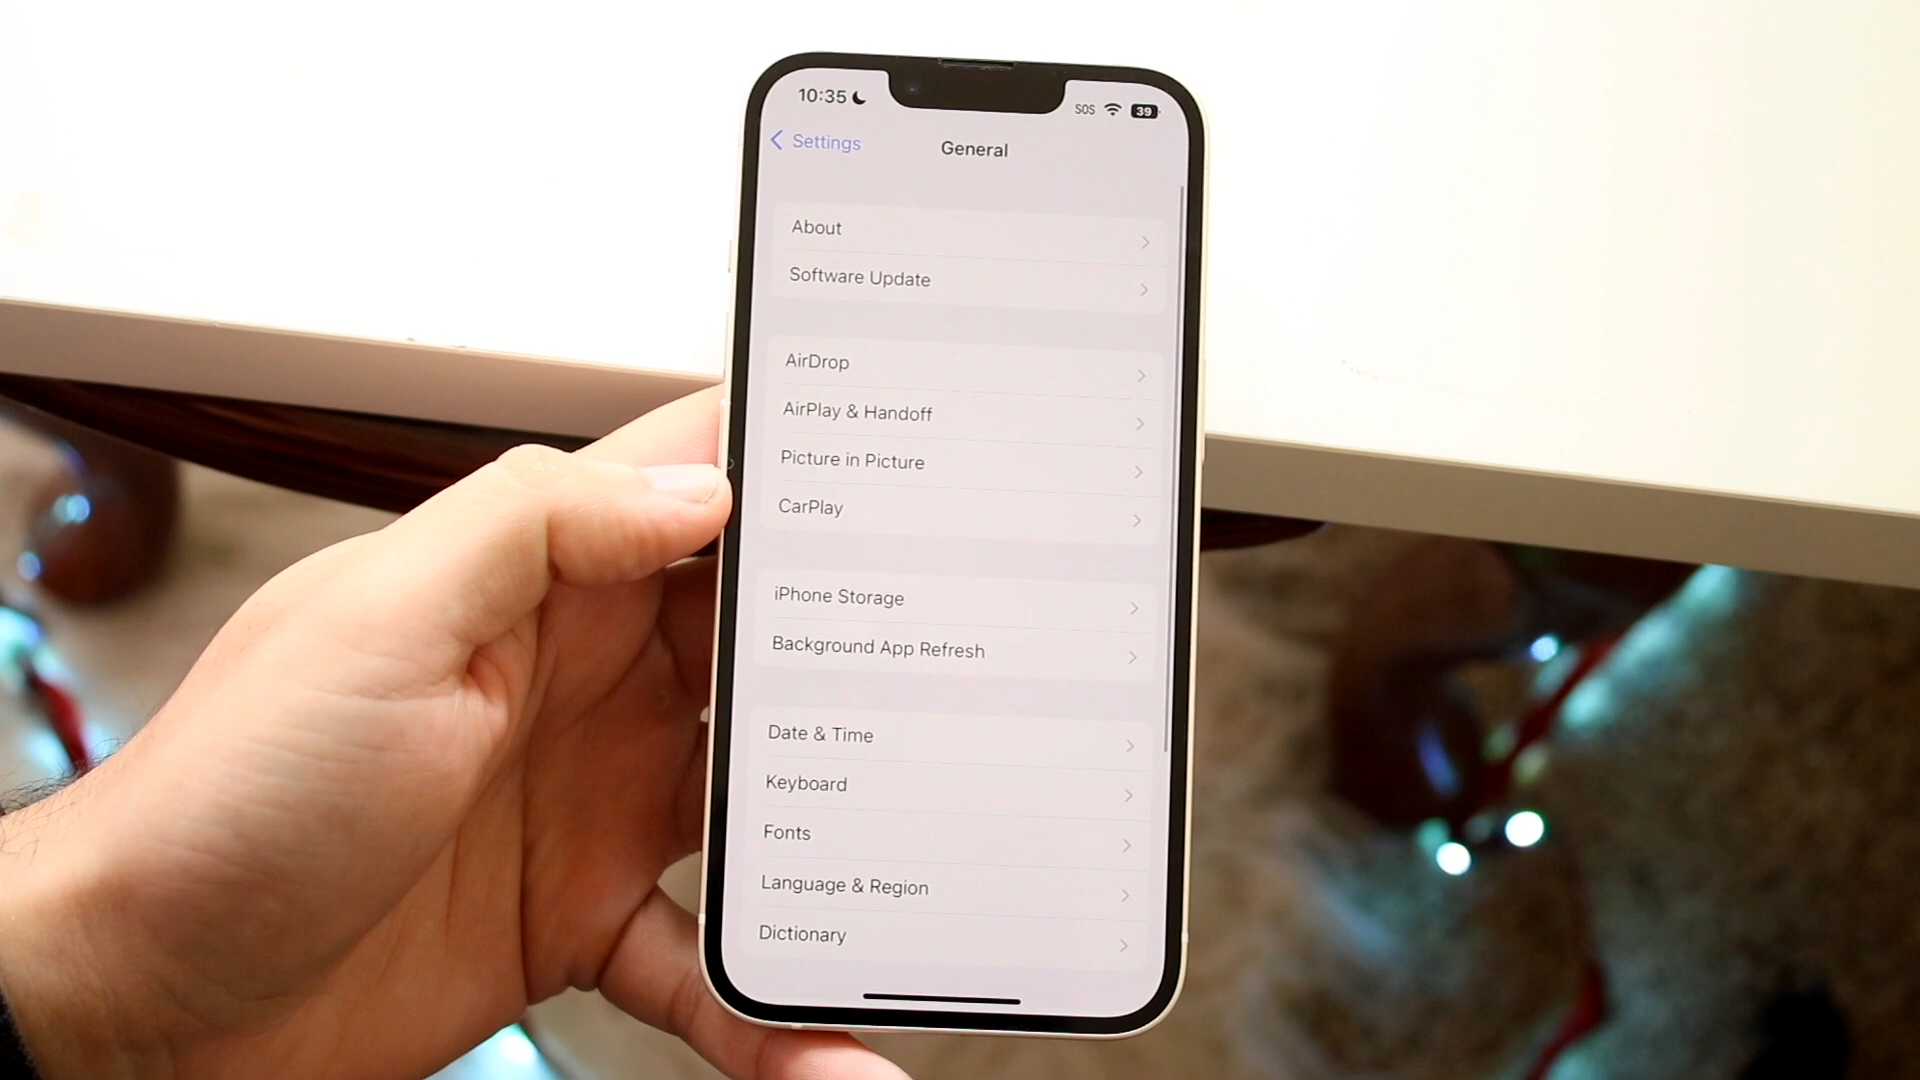 10:35
SOS 39
Settings
General
About
Software Update
AirDrop
AirPlay & Handoff
Picture in Picture
CarPlay
iPhone Storage
Background App Refresh
Date & Time
Keyboard
Fonts
Language & Region
Dictionary